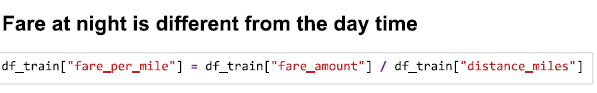 Fare at night is different from the day time
df_train["fare_per_mile"] = df_train["fare_amount"] / df_train["distance_miles"]